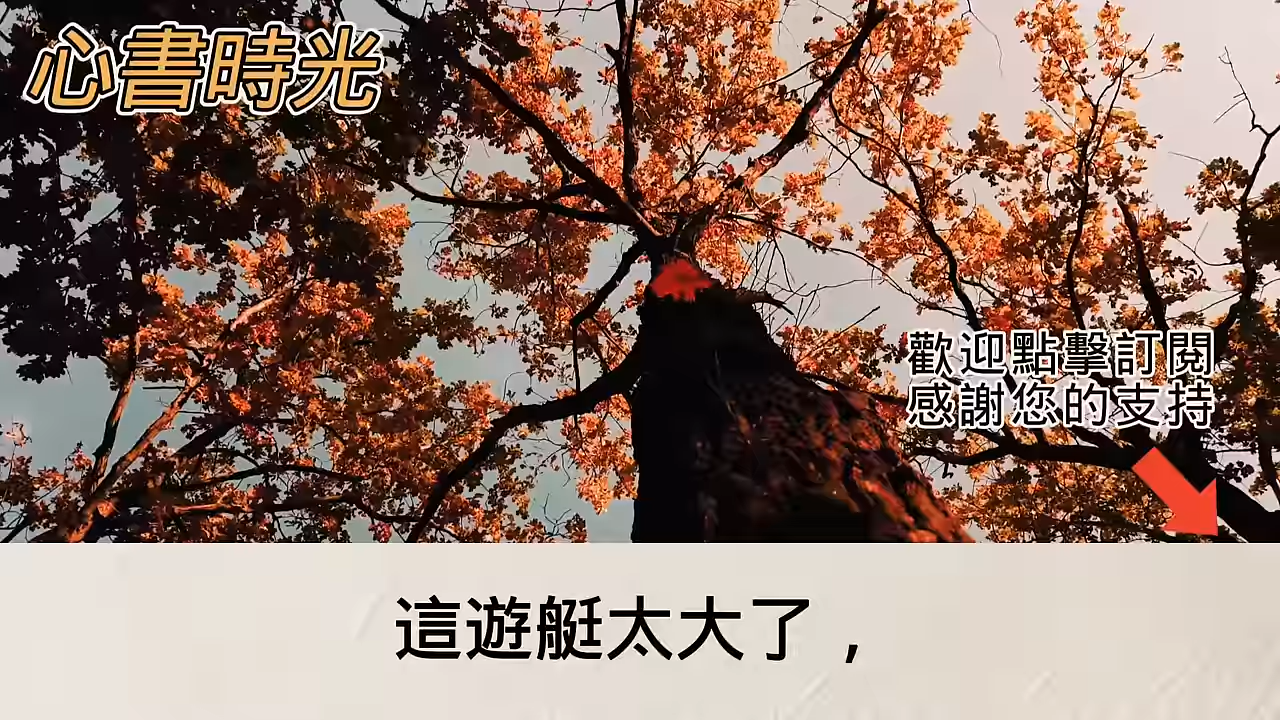 心書時光
歡迎點擊訂閱
感謝您的支持
這遊艇太大了，